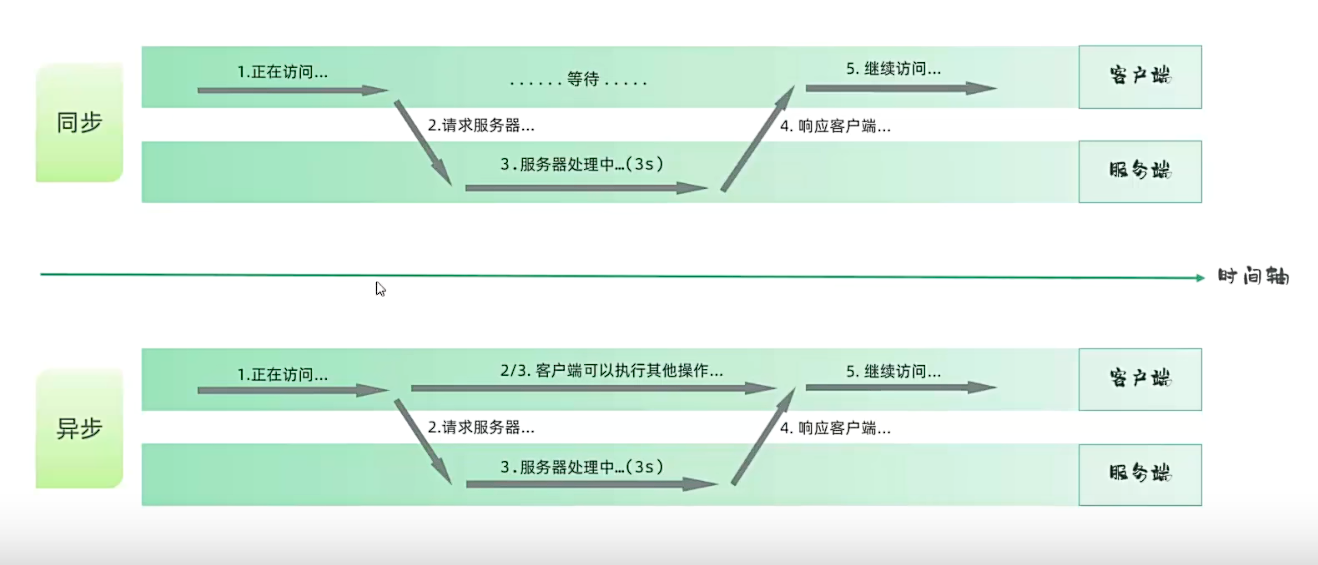 同步
1.正在访问...
......等待.....
5. 继续访问...
客户端
2.请求服务器...
4. 响应客户端...
3.服务器处理中...(3s)
服务端
时间轴
异步
1.正在访问...
2/3. 客户端可以执行其他操作...
5. 继续访问...
客户端
2.请求服务器...
4. 响应客户端...
3.服务器处理中...(3s)
服务端